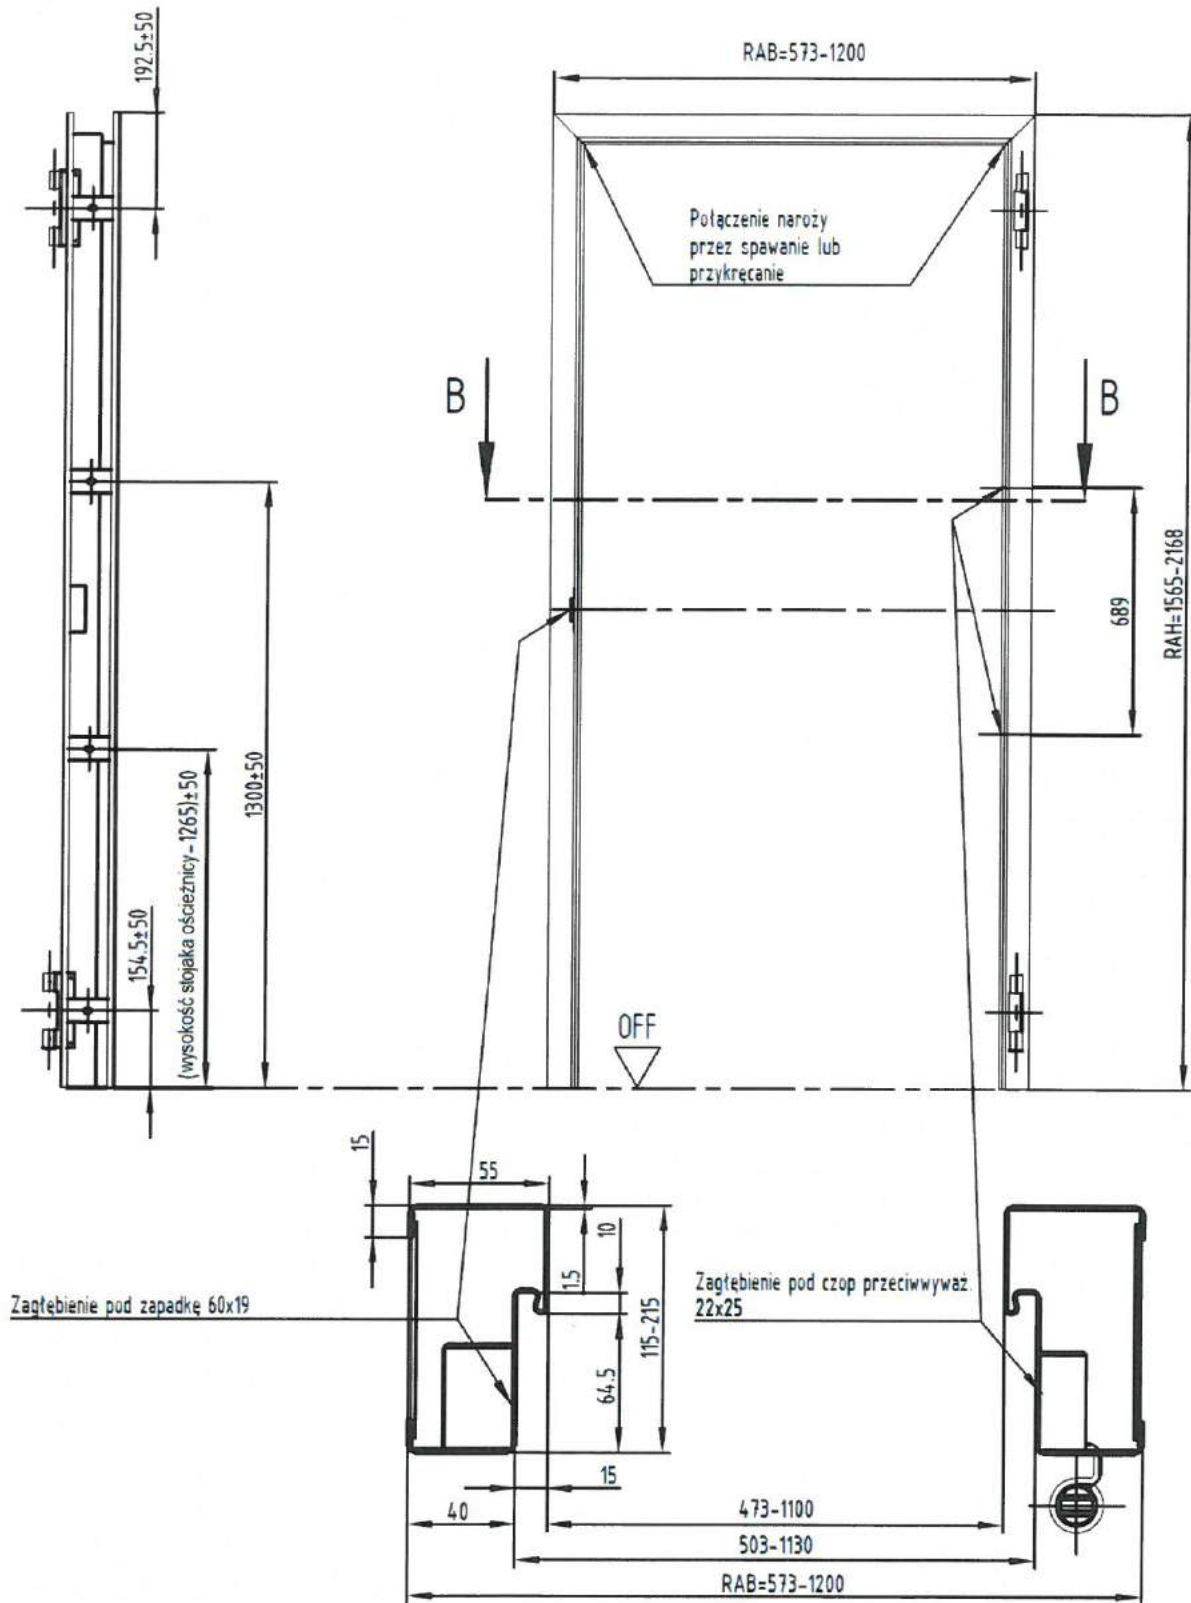 192.5±50
RAB=573-1200
Połączenie naroży
przez spawanie lub
przykręcanie
B
B
689
RAH=1565-2168
1300±50
(wysokość stojaka ościeżnicy-1265)±50
154.5±50
OFF
15
55
10
1.5
115-215
64.5
Zagłębienie pod zapadkę 60x19
Zagłębienie pod czop przeciwwyważ.
22x25
15
40
473-1100
503-1130
RAB=573-1200